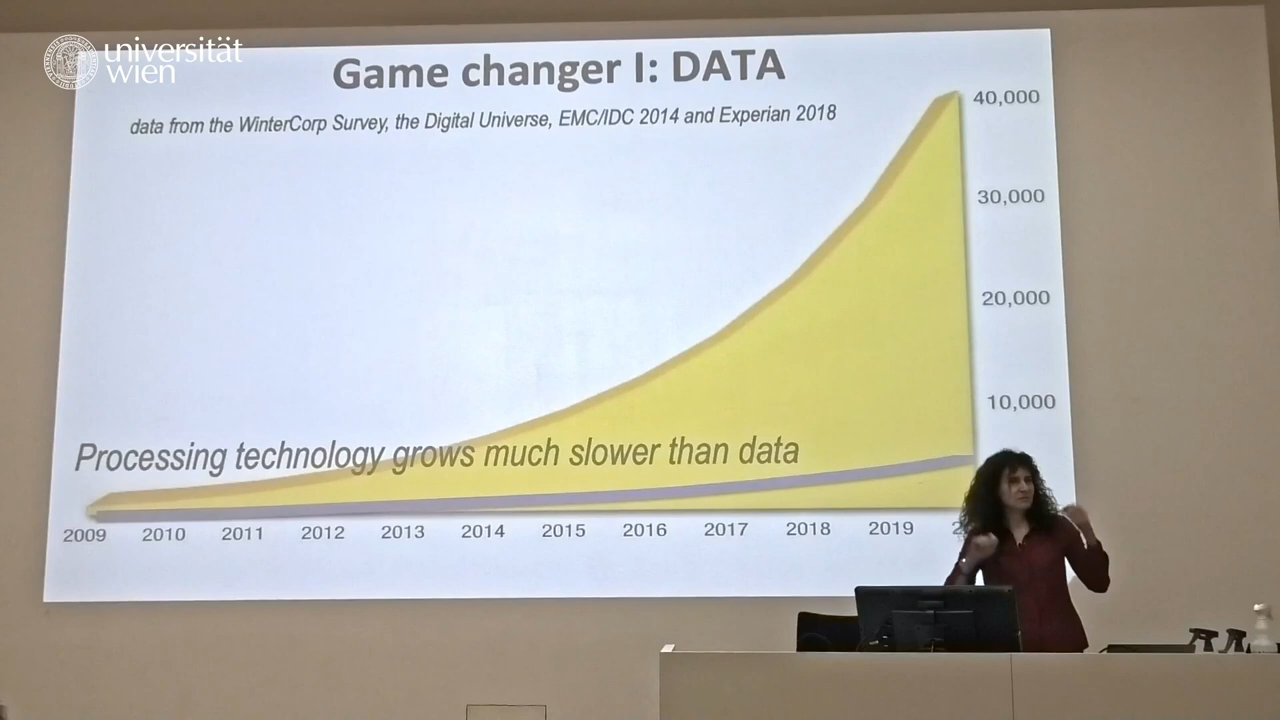 universität
wien
Game changer I: DATA
data from the WinterCorp Survey, the Digital Universe, EMC/IDC 2014 and Experian 2018
40,000
30,000
20,000
10,000
Processing technology grows much slower than data
2009 2010 2011 2012 2013 2014 2015 2016 2017 2018 2019